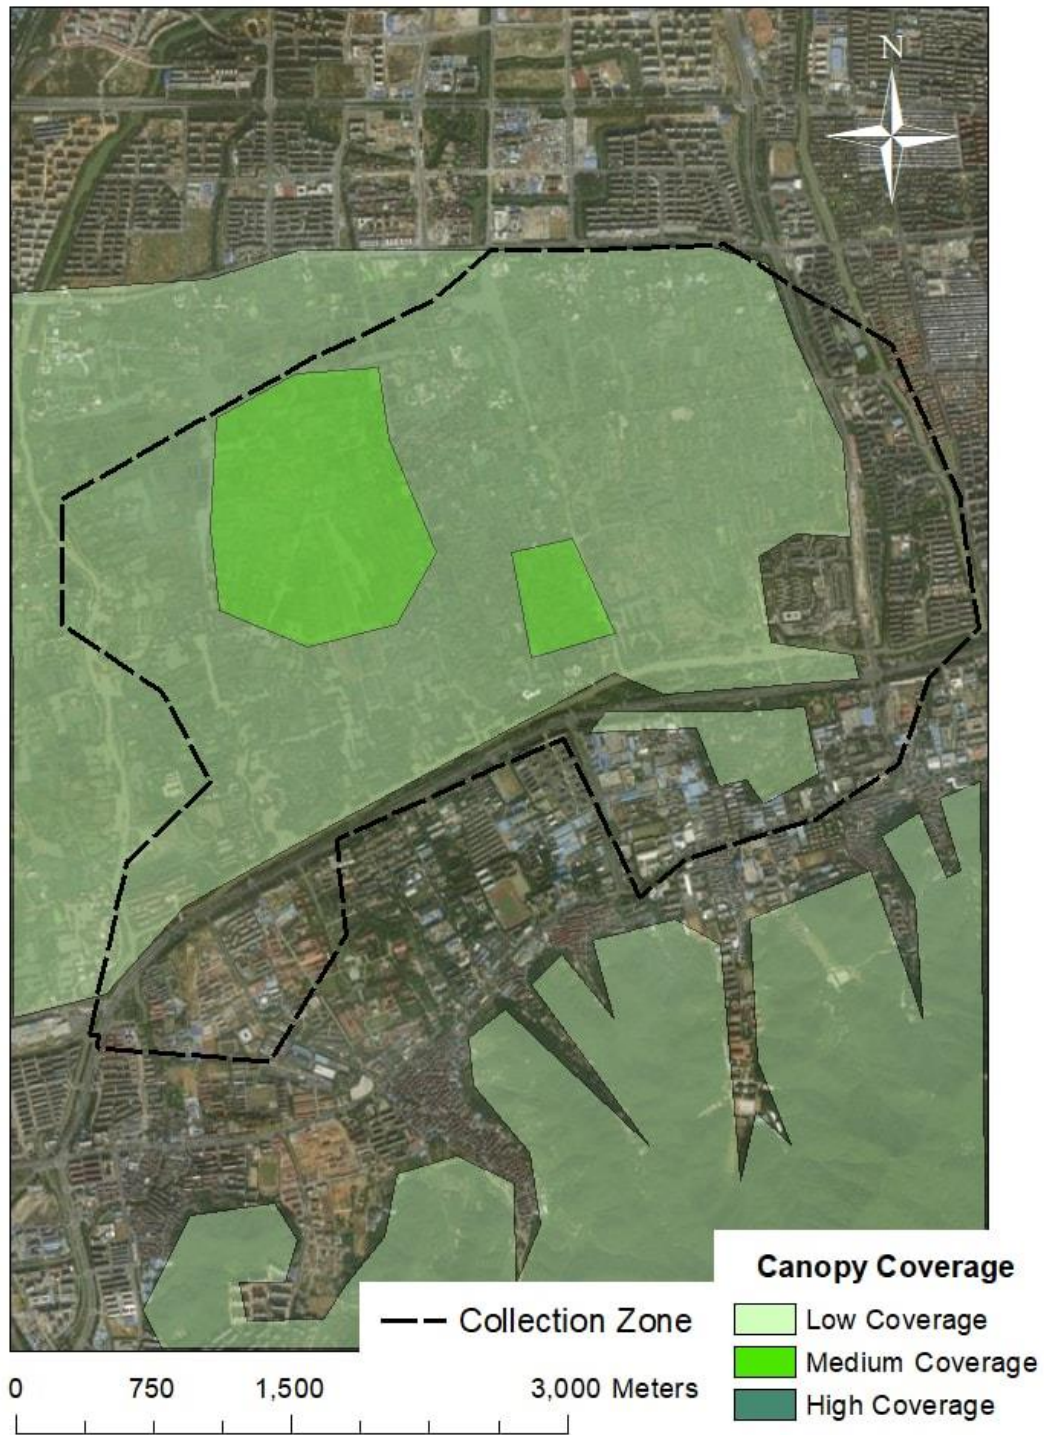 N
Canopy Coverage
Collection Zone
Low Coverage
Medium Coverage
High Coverage
0 750 1,500 3,000 Meters